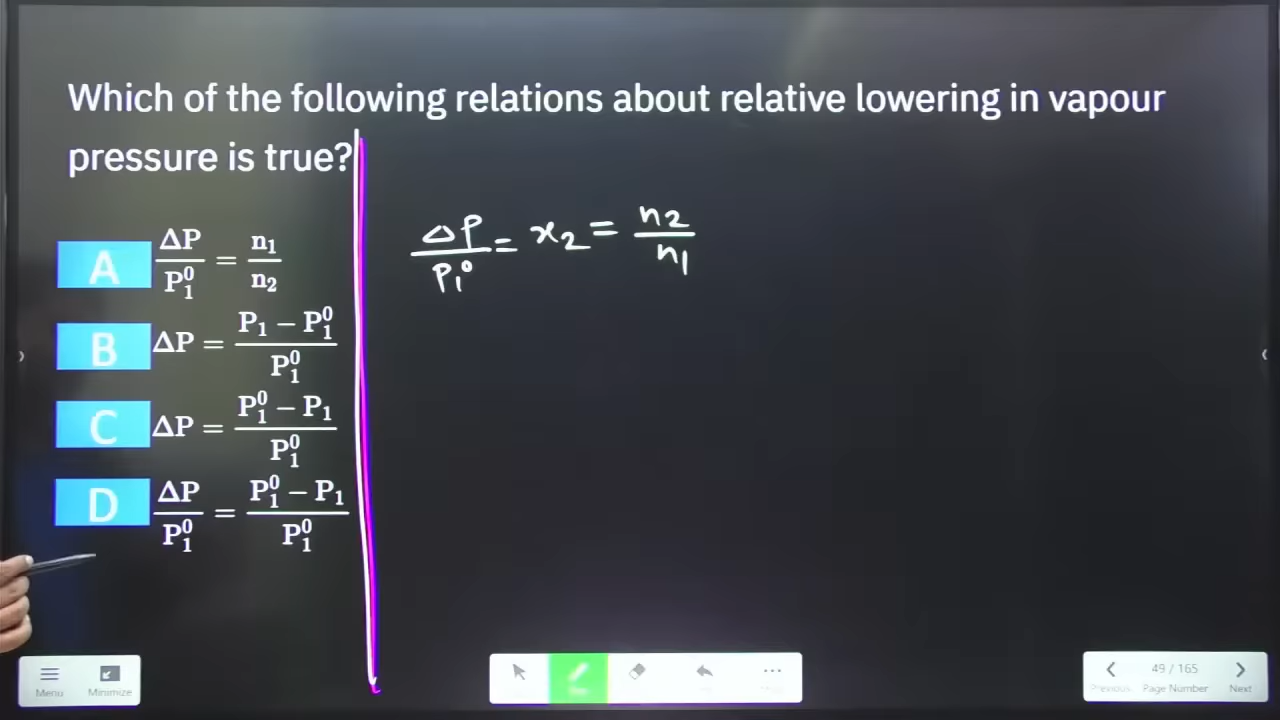 Which of the following relations about relative lowering in vapour
pressure is true?
A ΔP/P₁⁰ = n₁/n₂
B ΔP = (P₁ − P₁⁰)/P₁⁰
C ΔP = (P₁⁰ − P₁)/P₁⁰
D ΔP/P₁⁰ = (P₁⁰ − P₁)/P₁⁰
ΔP/P₁⁰ = x₂ = n₂/n₁
Menu
Minimize
49 / 165
Previous
Page Number
Next